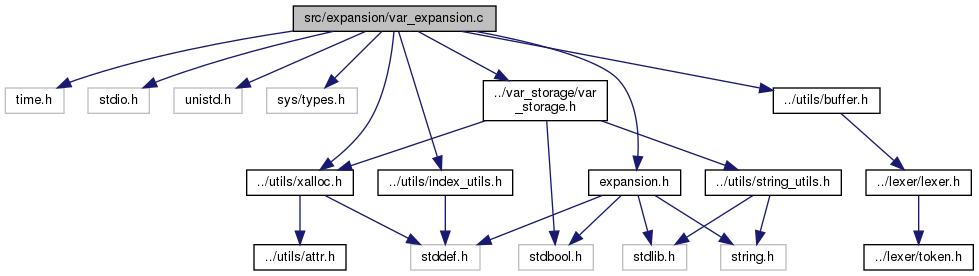 src/expansion/var_expansion.c
time.h
stdio.h
unistd.h
sys/types.h
../var_storage/var
_storage.h
../utils/buffer.h
../utils/xalloc.h
../utils/index_utils.h
expansion.h
../utils/string_utils.h
../lexer/lexer.h
../utils/attr.h
stddef.h
stdbool.h
stdlib.h
string.h
../lexer/token.h